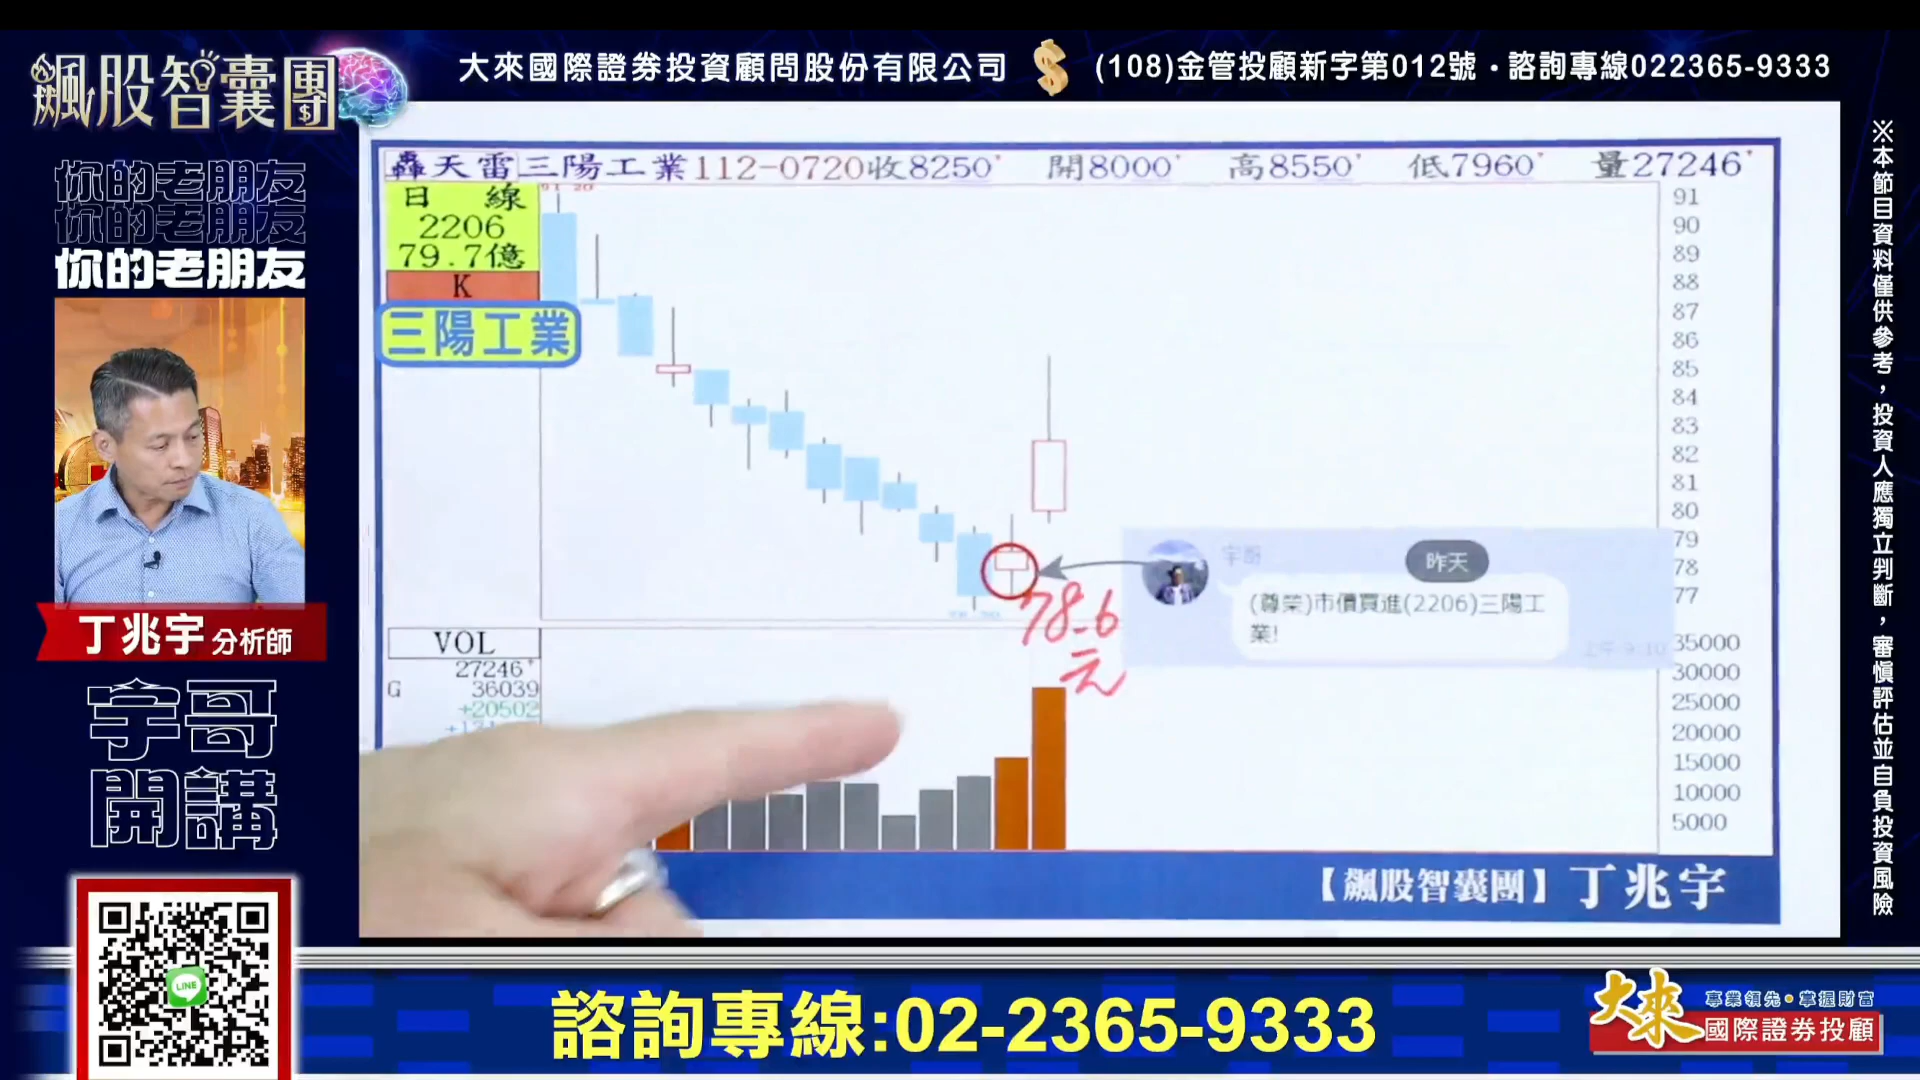 飆股智囊團
大來國際證券投資顧問股份有限公司
(108)金管投顧新字第012號・諮詢專線022365-9333
你的老朋友
你的老朋友
你的老朋友
丁兆宇 分析師
宇哥
開講
LINE
轟天雷三陽工業112-0720收8250 開8000 高8550 低7960 量27246
日 線
2206
79.7億
K
三陽工業
91
90
89
88
87
86
85
84
83
82
81
80
79
78
77
宇哥
昨天
(尊榮)市價買進(2206)三陽工
業!
78.6
元
VOL
27246
G 36039
+20502
35000
30000
25000
20000
15000
10000
5000
【飆股智囊團】丁兆宇
※本節目資料僅供參考，投資人應獨立判斷，審慎評估並自負投資風險
諮詢專線:02-2365-9333
大來
專業領先・掌握財富
國際證券投顧